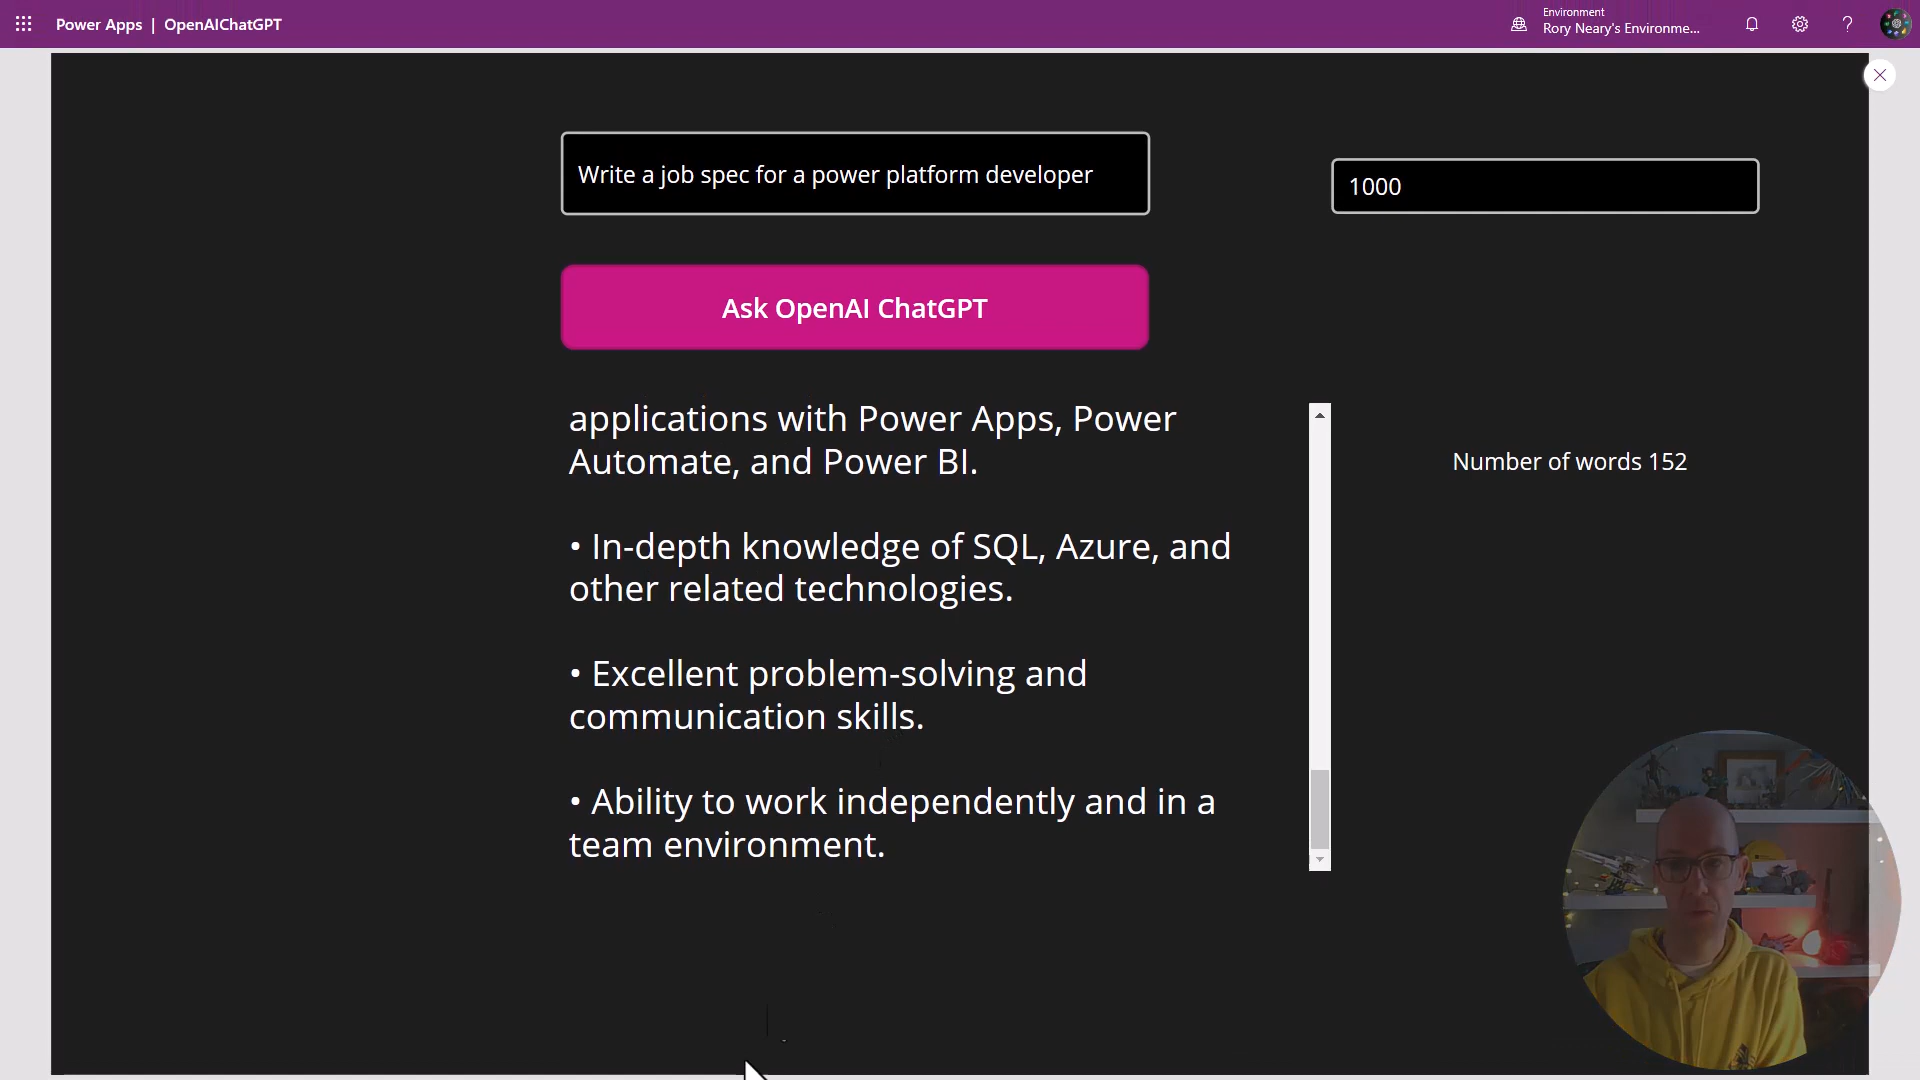 Power Apps | OpenAIChatGPT
Environment
Rory Neary's Environme...
Write a job spec for a power platform developer
1000
Ask OpenAI ChatGPT
applications with Power Apps, Power
Automate, and Power BI.
• In-depth knowledge of SQL, Azure, and
other related technologies.
• Excellent problem-solving and
communication skills.
• Ability to work independently and in a
team environment.
Number of words 152